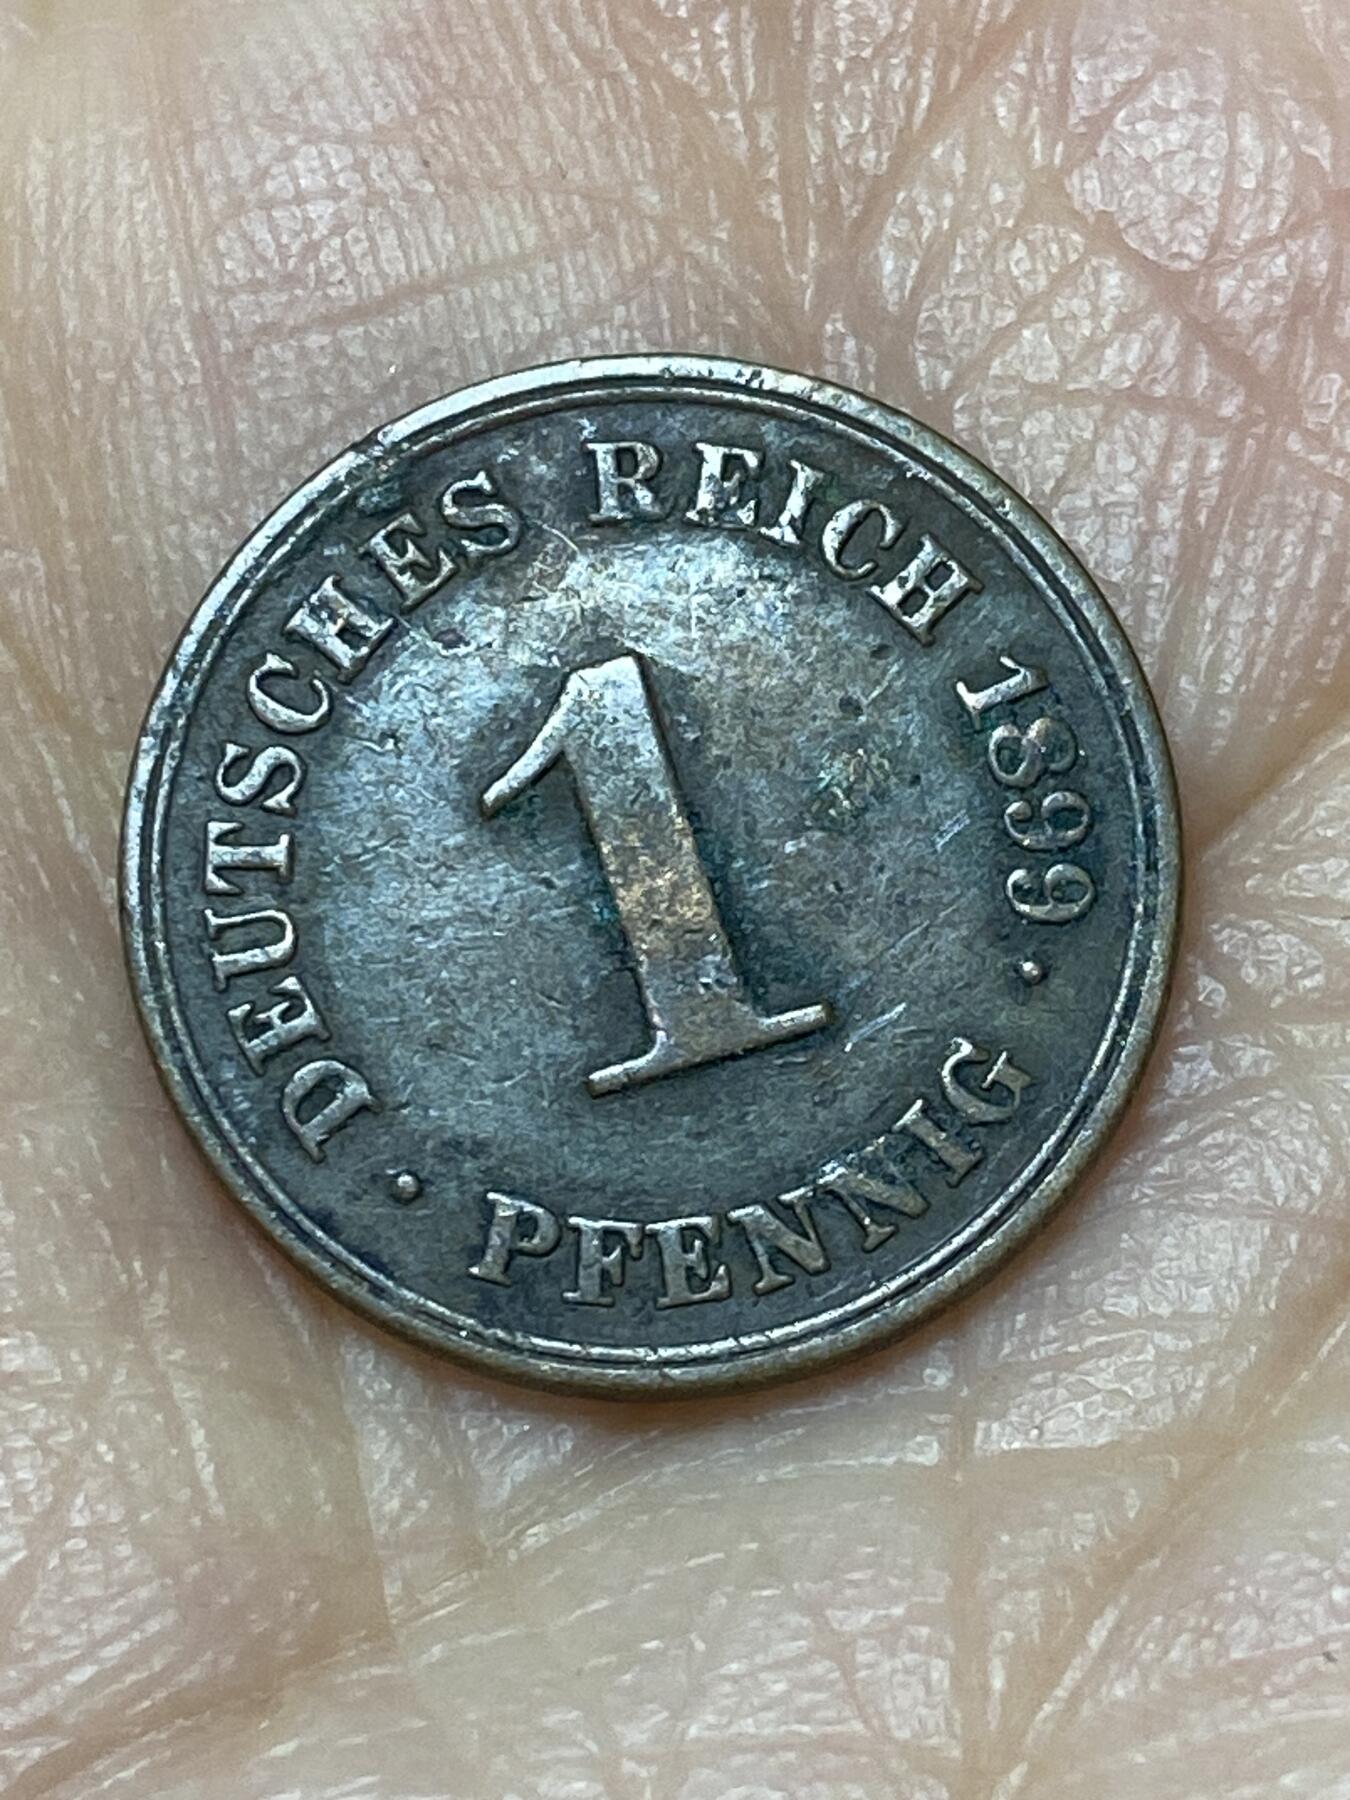 DEUTSCHES REICH 1899
1
· PFENNIG ·